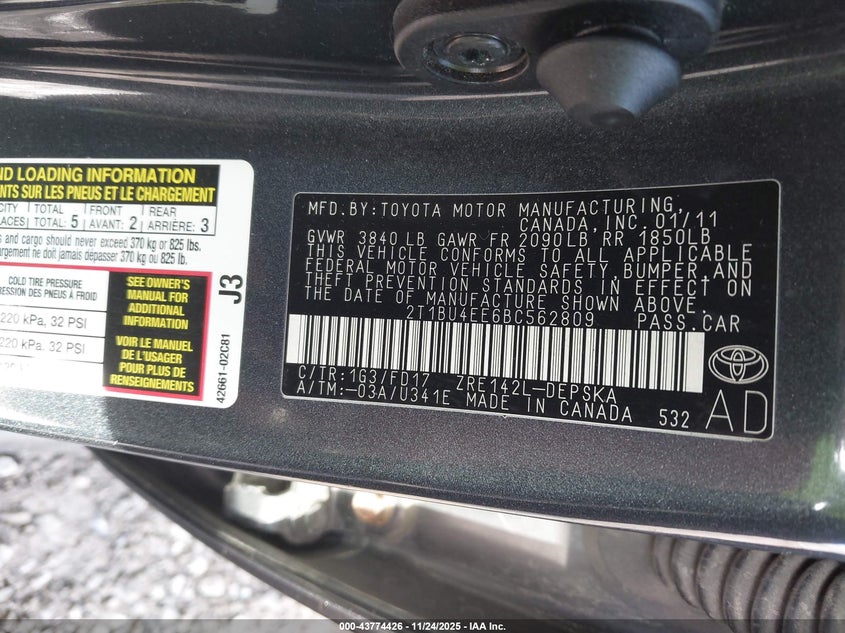 ND LOADING INFORMATION
NTS SUR LES PNEUS ET LE CHARGEMENT
CITY TOTAL FRONT REAR
LACES TOTAL: 5 AVANT: 2 ARRIÈRE: 3
s and cargo should never exceed 370 kg or 825 lbs.
argement ne doit jamais dépasser 370 kg ou 825 lb.
COLD TIRE PRESSURE
RESSION DES PNEUS À FROID
220 kPa, 32 PSI
220 kPa, 32 PSI
SEE OWNER'S
MANUAL FOR
ADDITIONAL
INFORMATION
VOIR LE MANUEL
DE L'USAGER
POUR PLUS DE
RENSEIGNEMENTS
J3
42661-02C81
MFD.BY:TOYOTA MOTOR MANUFACTURING,
CANADA, INC. 01/11
GVWR 3840 LB GAWR FR 2090LB RR 1850LB
THIS VEHICLE CONFORMS TO ALL APPLICABLE
FEDERAL MOTOR VEHICLE SAFETY, BUMPER, AND
THEFT PREVENTION STANDARDS IN EFFECT ON
THE DATE OF MANUFACTURE SHOWN ABOVE.
2T1BU4EE6BC562809 PASS.CAR
C/TR:1G3/FD17 ZRE142L-DEPSKA
A/TM:-03A/U341E MADE IN CANADA 532
AD
000-43774426 - 11/24/2025 - IAA Inc.